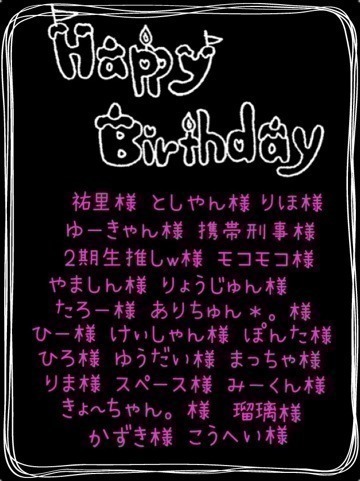 Happy
Birthday
祐里様 としやん様 りほ様
ゆーきゃん様 携帯刑事様
2期生推しw様 モコモコ様
やましん様 りょうじゅん様
たろー様 ありちゅん*。様
ひー様 けぃしゃん様 ぽんた様
ひろ様 ゆうだい様 まっちゃ様
りま様 スペース様 みーくん様
きょ〜ちゃん。様 瑠璃様
かずき様 こうへい様